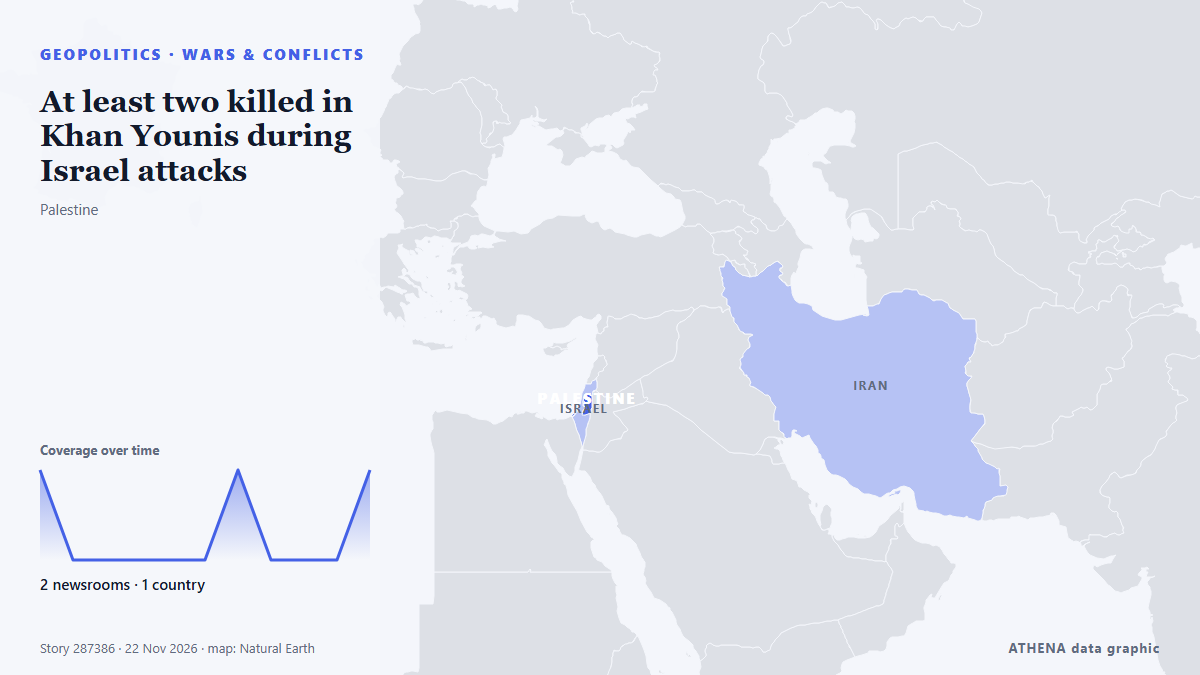 GEOPOLITICS · WARS & CONFLICTS
At least two killed in
Khan Younis during
Israel attacks
Palestine
IRAN
PALESTINE
ISRAEL
Coverage over time
2 newsrooms · 1 country
Story 287386 · 22 Nov 2026 · map: Natural Earth
ATHENA data graphic